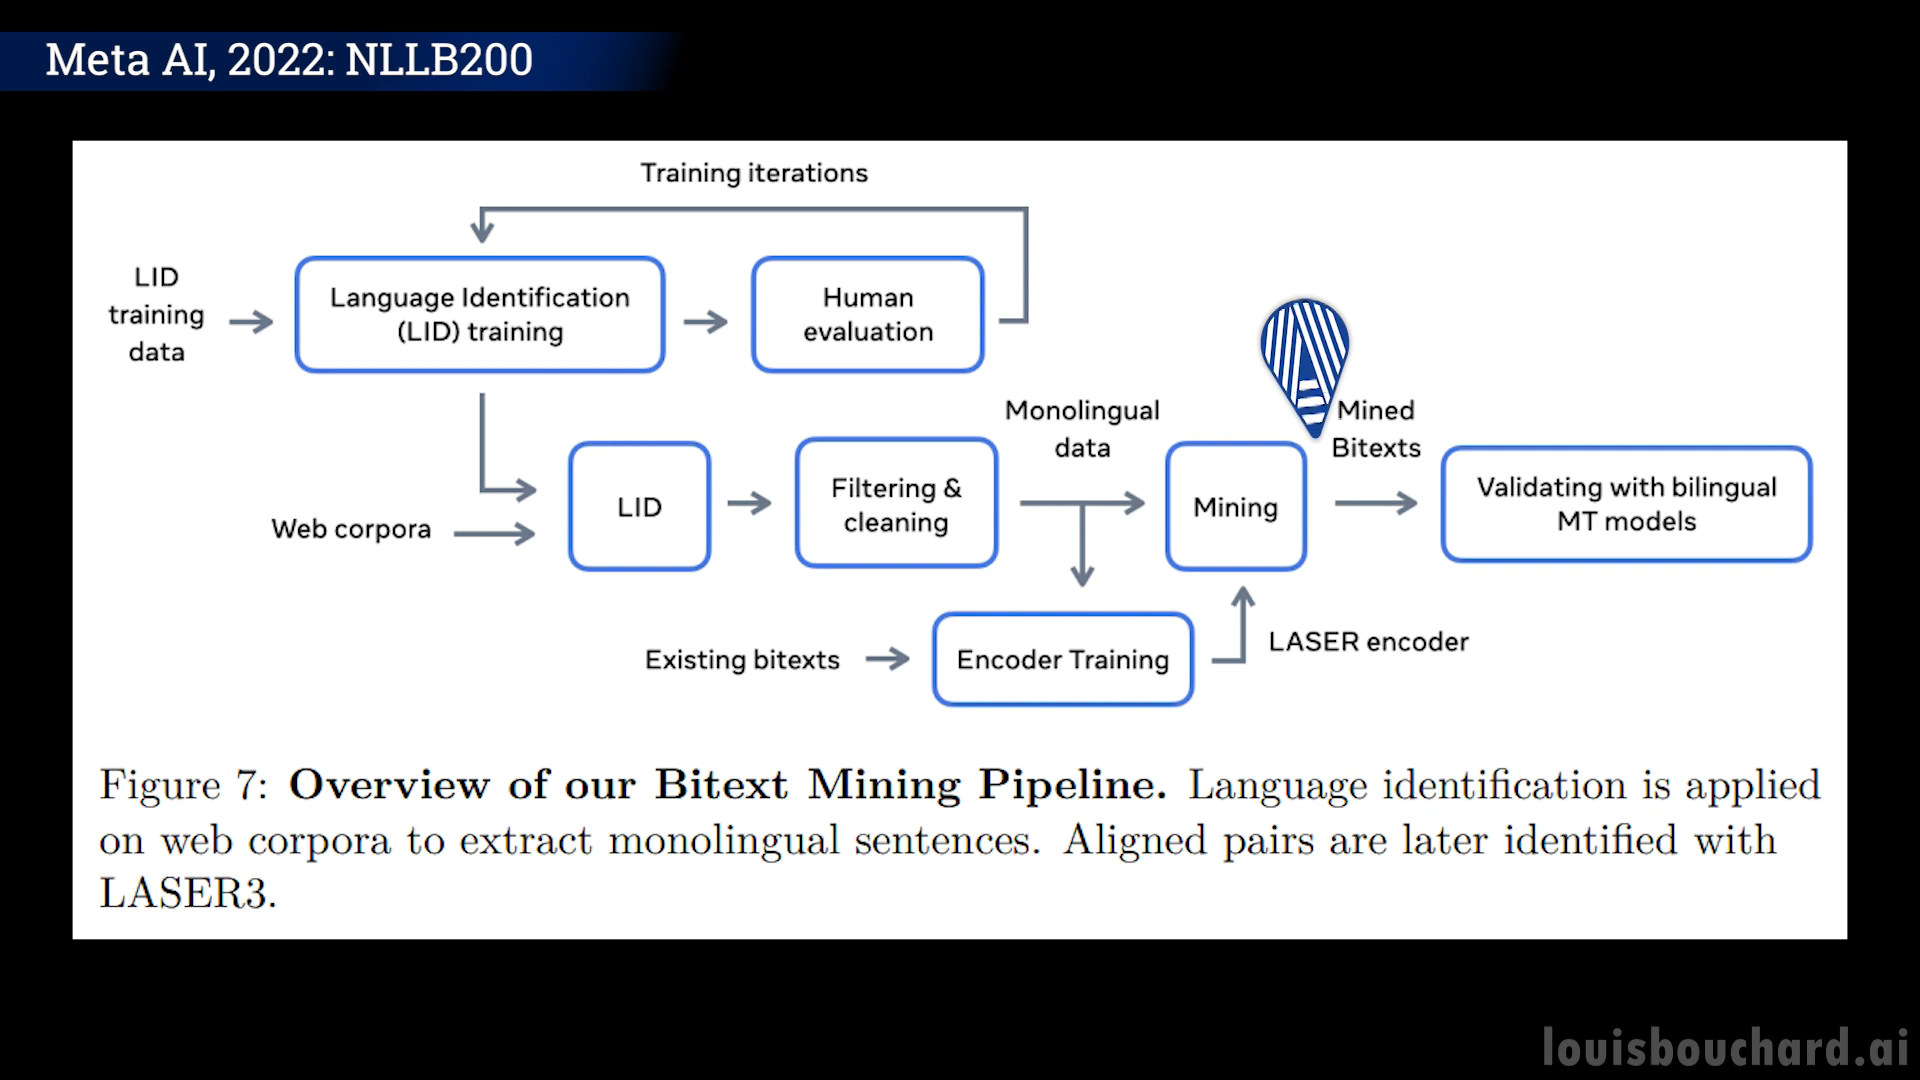 Meta AI, 2022: NLLB200
Training iterations
LID
training
data
Language Identification
(LID) training
Human
evaluation
Web corpora
LID
Filtering &
cleaning
Monolingual
data
Mining
Mined
Bitexts
Validating with bilingual
MT models
Existing bitexts
Encoder Training
LASER encoder
Figure 7: Overview of our Bitext Mining Pipeline. Language identification is applied
on web corpora to extract monolingual sentences. Aligned pairs are later identified with
LASER3.
louisbouchard.ai